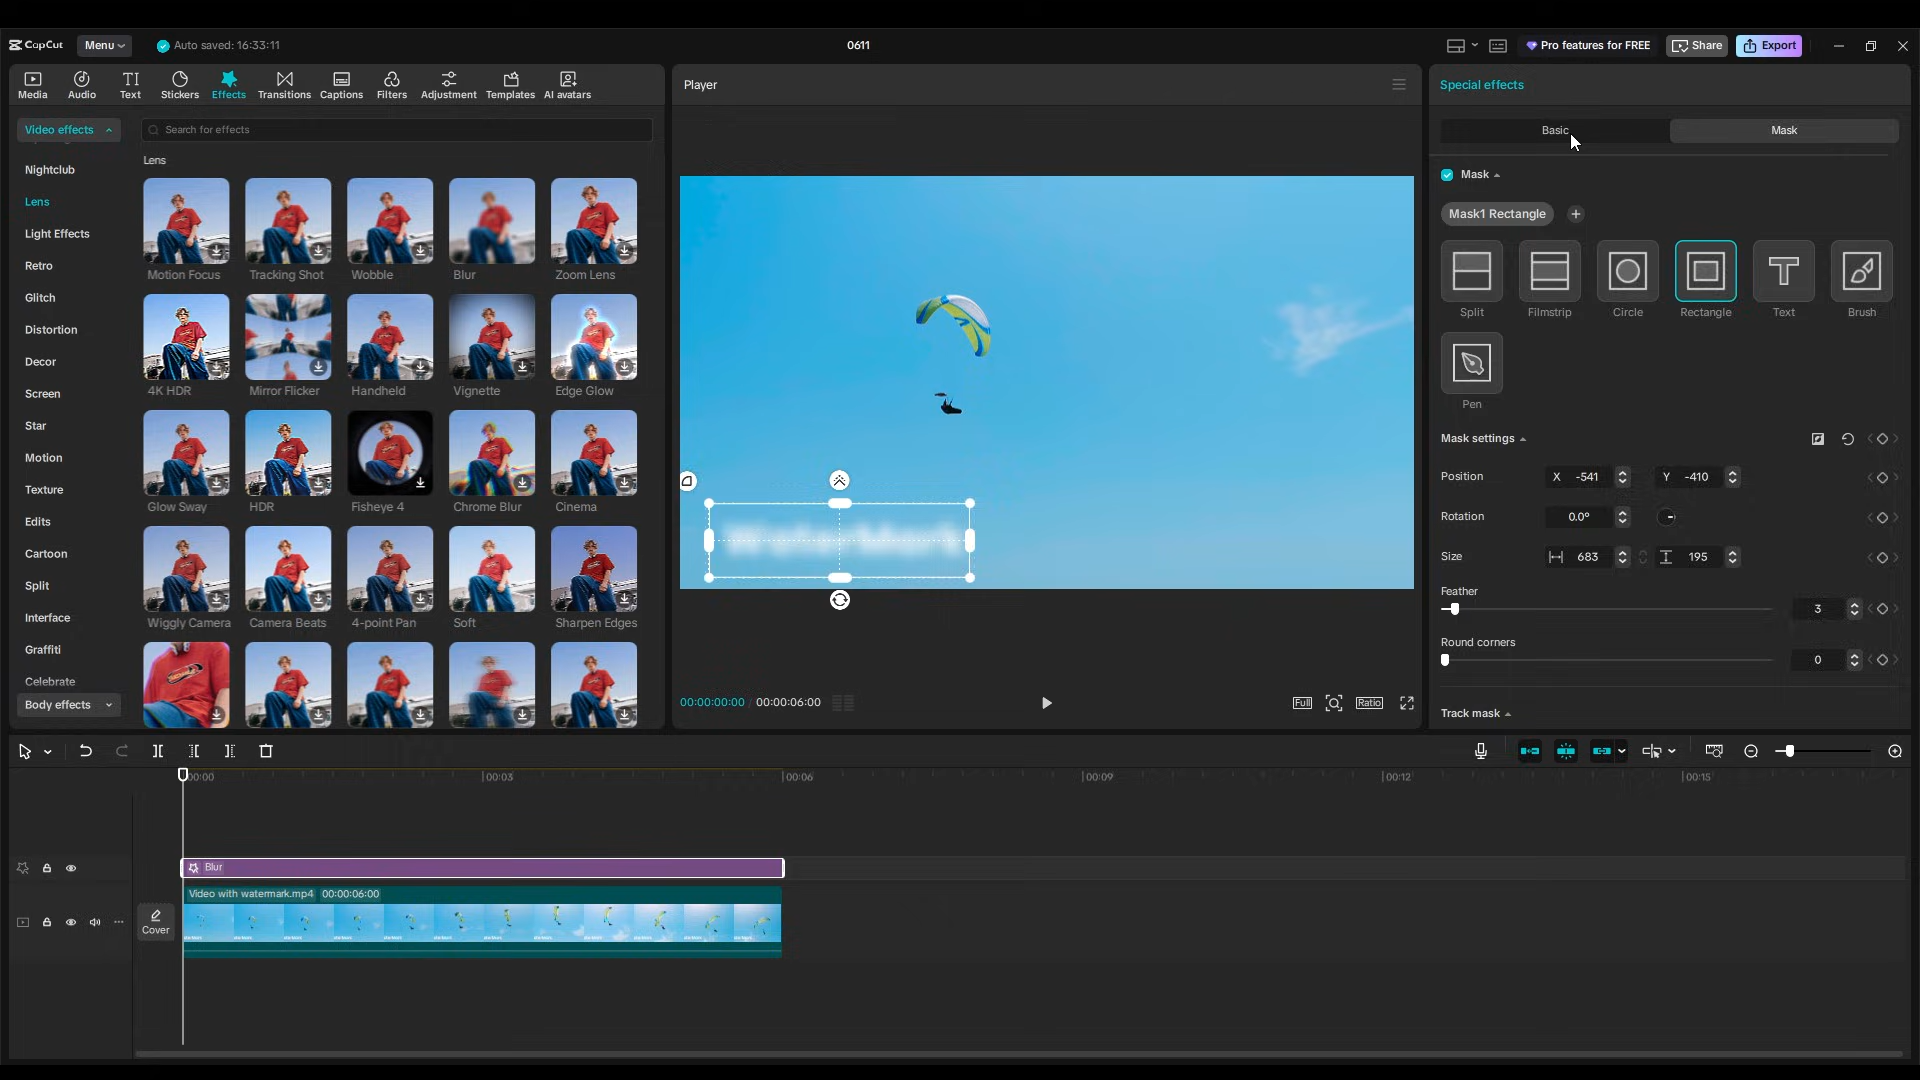 CapCut
Menu
Auto saved: 16:33:11
0611
Pro features for FREE
Share
Export
Media
Audio
Text
Stickers
Effects
Transitions
Captions
Filters
Adjustment
Templates
AI avatars
Video effects
Search for effects
Nightclub
Lens
Light Effects
Retro
Glitch
Distortion
Decor
Screen
Star
Motion
Texture
Edits
Cartoon
Split
Interface
Graffiti
Celebrate
Body effects
Lens
Motion Focus
Tracking Shot
Wobble
Blur
Zoom Lens
4K HDR
Mirror Flicker
Handheld
Vignette
Edge Glow
Glow Sway
HDR
Fisheye 4
Chrome Blur
Cinema
Wiggly Camera
Camera Beats
4-point Pan
Soft
Sharpen Edges
Player
WaterMark
00:00:00:00 / 00:00:06:00
Full
Ratio
Special effects
Basic
Mask
Mask
Mask1 Rectangle
Split
Filmstrip
Circle
Rectangle
Text
Brush
Pen
Mask settings
Position X -541 Y -410
Rotation 0.0°
Size 683 195
Feather
3
Round corners
0
Track mask
00:00
00:03
00:06
00:09
00:12
00:15
Blur
Cover
Video with watermark.mp4 00:00:06:00